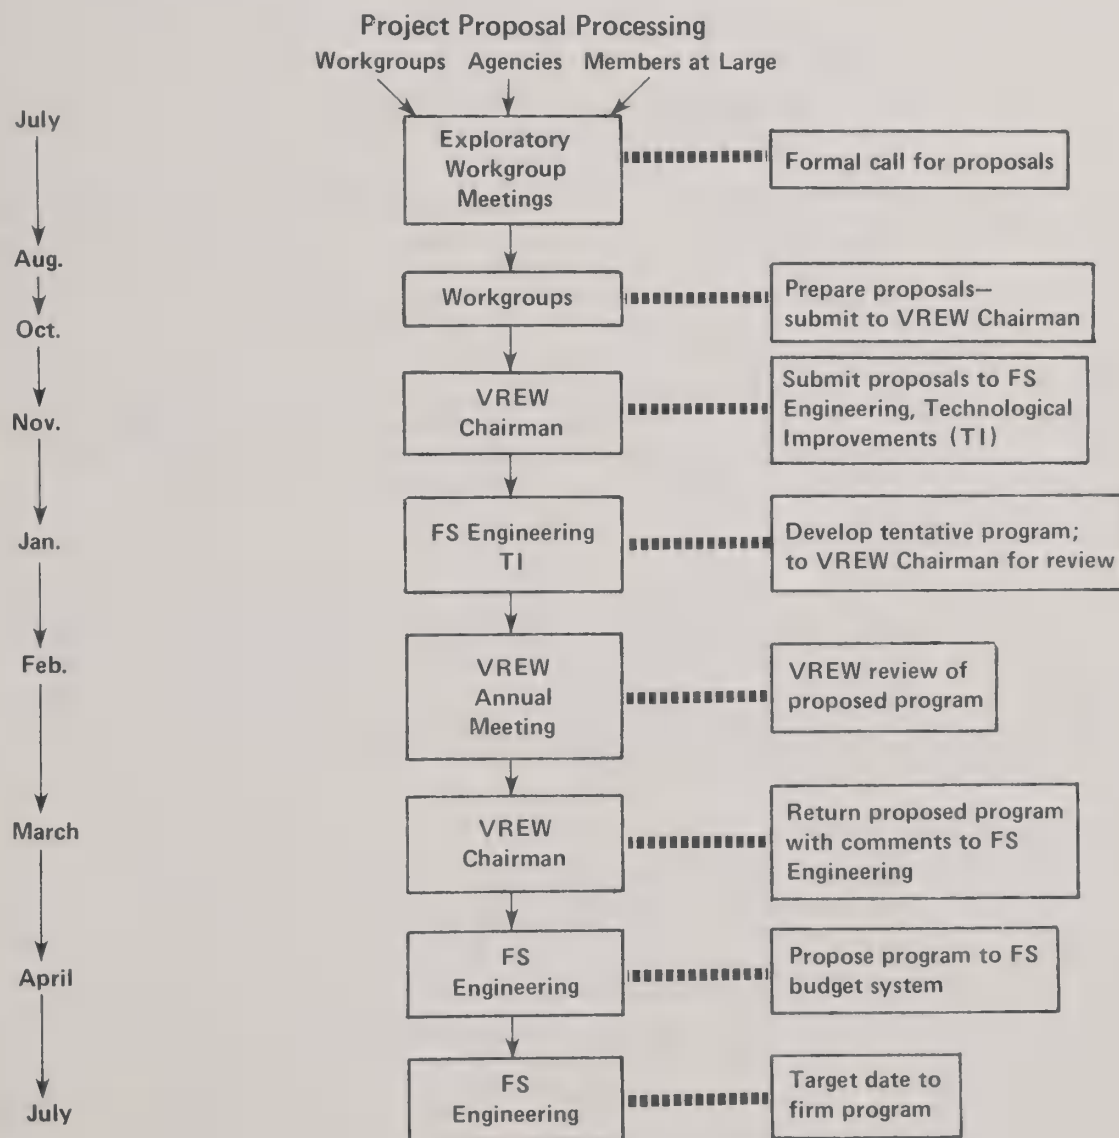 Project Proposal Processing
Workgroups Agencies Members at Large
July
Exploratory
Workgroup
Meetings
Formal call for proposals
Aug.
Oct.
Workgroups
Prepare proposals—
submit to VREW Chairman
Nov.
VREW
Chairman
Submit proposals to FS
Engineering, Technological
Improvements (TI)
Jan.
FS Engineering
TI
Develop tentative program;
to VREW Chairman for review
Feb.
VREW
Annual
Meeting
VREW review of
proposed program
March
VREW
Chairman
Return proposed program
with comments to FS
Engineering
April
FS
Engineering
Propose program to FS
budget system
July
FS
Engineering
Target date to
firm program